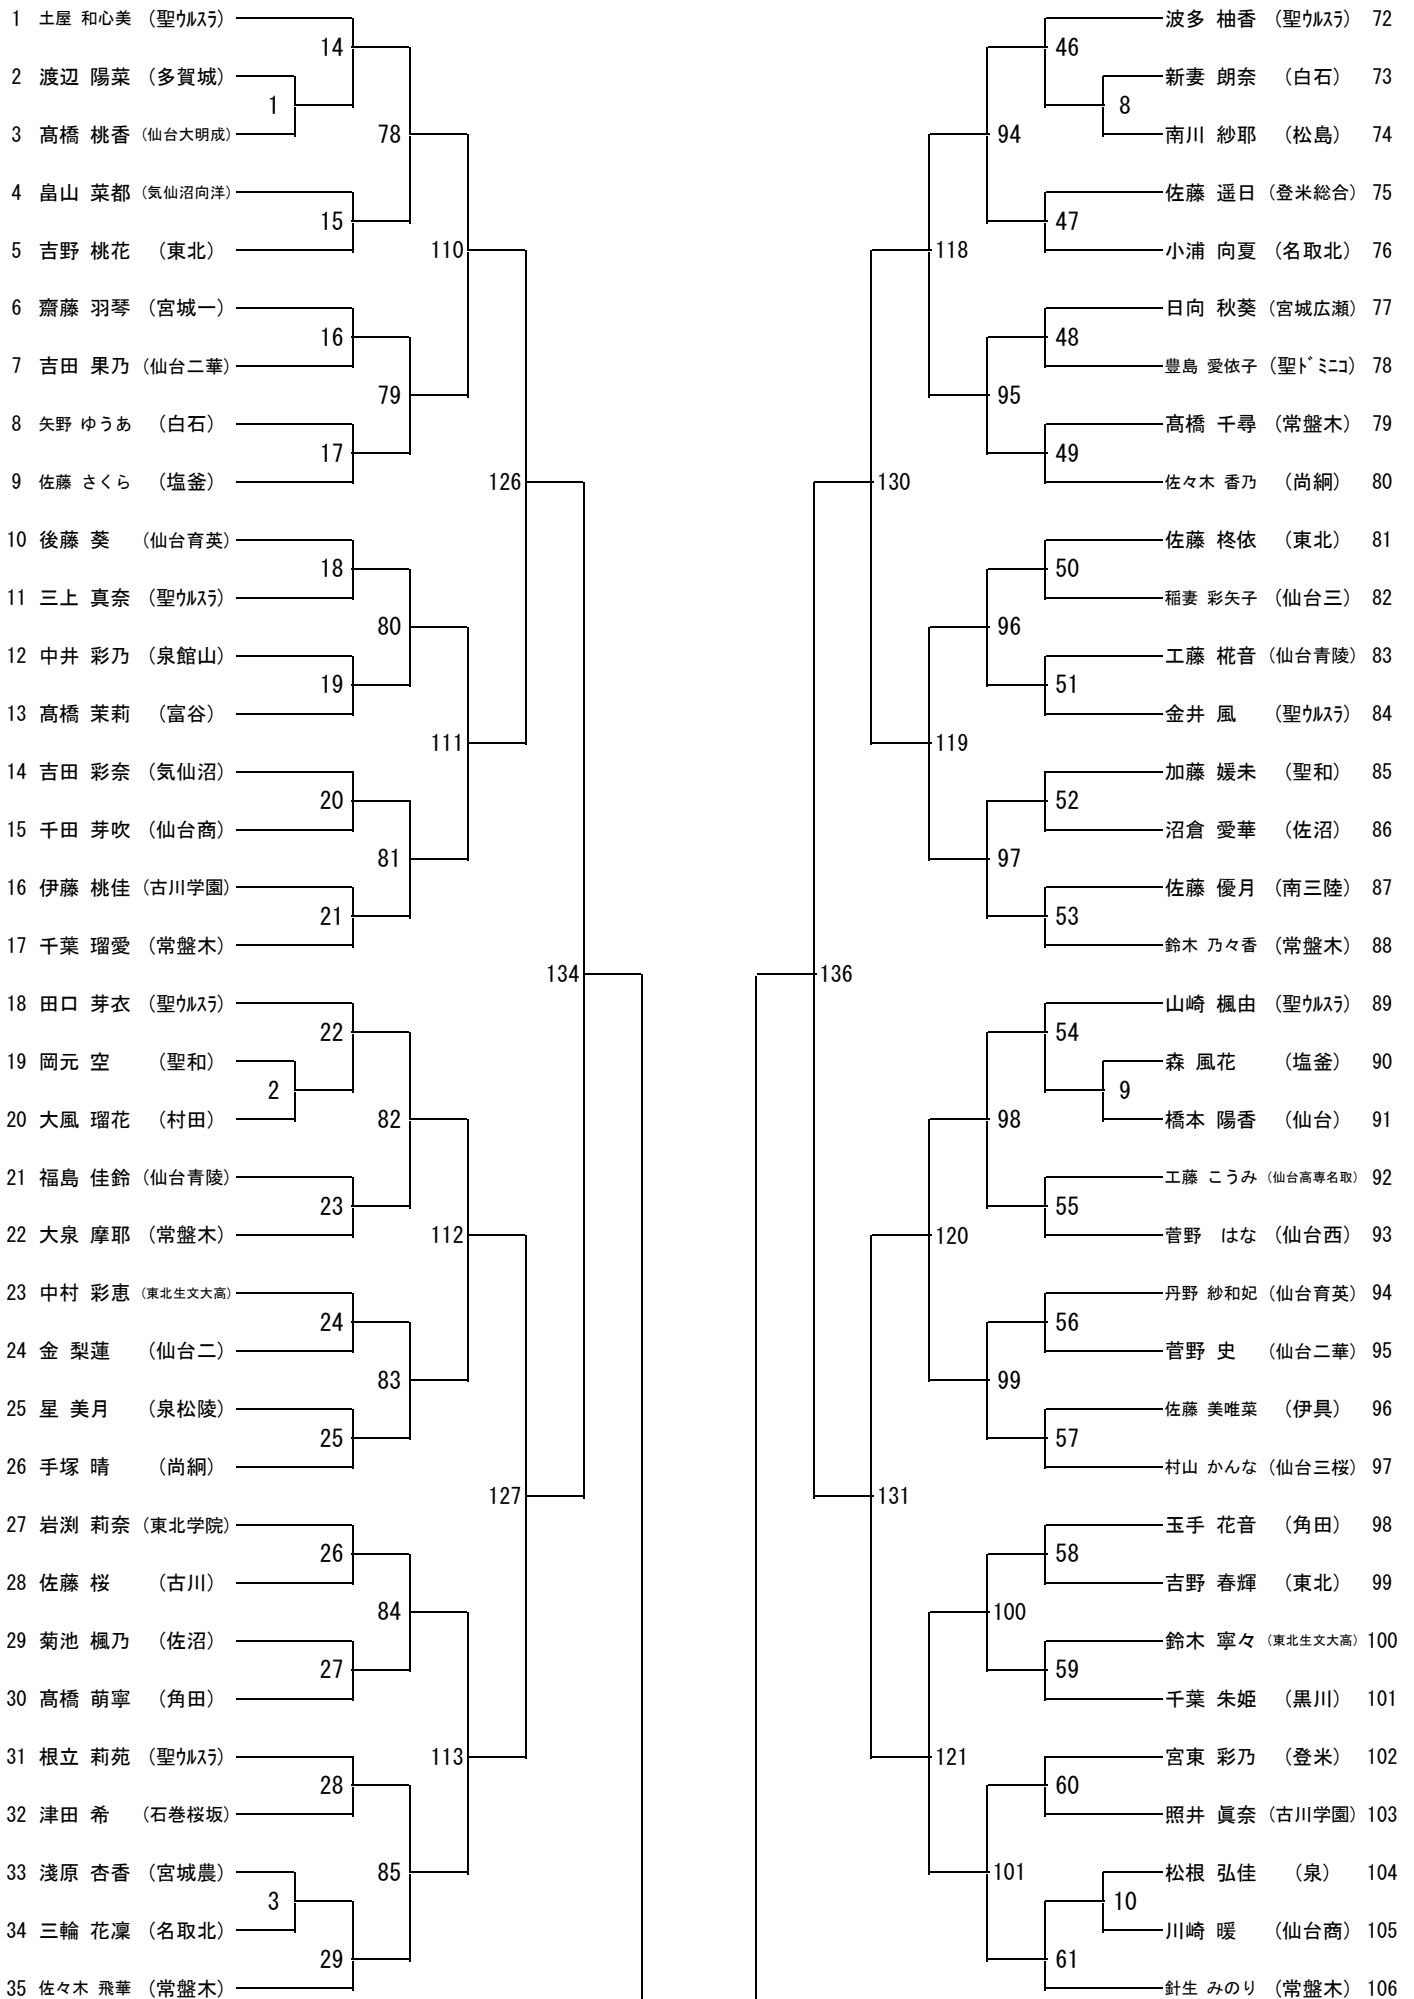 1 土屋 和心美 (聖ｳﾙｽﾗ)
14
2 渡辺 陽菜 (多賀城)
1
3 髙橋 桃香 (仙台大明成)
78
4 畠山 菜都 (気仙沼向洋)
15
5 吉野 桃花 (東北)
110
6 齋藤 羽琴 (宮城一)
16
7 吉田 果乃 (仙台二華)
79
8 矢野 ゆうあ (白石)
17
9 佐藤 さくら (塩釜)
126
10 後藤 葵 (仙台育英)
18
11 三上 真奈 (聖ｳﾙｽﾗ)
80
12 中井 彩乃 (泉館山)
19
13 髙橋 茉莉 (富谷)
111
14 吉田 彩奈 (気仙沼)
20
15 千田 芽吹 (仙台商)
81
16 伊藤 桃佳 (古川学園)
21
17 千葉 瑠愛 (常盤木)
134
18 田口 芽衣 (聖ｳﾙｽﾗ)
22
19 岡元 空 (聖和)
2
20 大風 瑠花 (村田)
82
21 福島 佳鈴 (仙台青陵)
23
22 大泉 摩耶 (常盤木)
112
23 中村 彩恵 (東北生文大高)
24
24 金 梨蓮 (仙台二)
83
25 星 美月 (泉松陵)
25
26 手塚 晴 (尚絅)
127
27 岩渕 莉奈 (東北学院)
26
28 佐藤 桜 (古川)
84
29 菊池 楓乃 (佐沼)
27
30 髙橋 萌寧 (角田)
31 根立 莉苑 (聖ｳﾙｽﾗ)
113
28
32 津田 希 (石巻桜坂)
33 淺原 杏香 (宮城農)
85
3
34 三輪 花凜 (名取北)
29
35 佐々木 飛華 (常盤木)
波多 柚香 (聖ｳﾙｽﾗ) 72
46
新妻 朗奈 (白石) 73
8
南川 紗耶 (松島) 74
94
佐藤 遥日 (登米総合) 75
47
小浦 向夏 (名取北) 76
118
日向 秋葵 (宮城広瀬) 77
48
豊島 愛依子 (聖ﾄﾞﾐﾆｺ) 78
95
髙橋 千尋 (常盤木) 79
49
佐々木 香乃 (尚絅) 80
130
佐藤 柊依 (東北) 81
50
稲妻 彩矢子 (仙台三) 82
96
工藤 椛音 (仙台青陵) 83
51
金井 風 (聖ｳﾙｽﾗ) 84
119
加藤 媛未 (聖和) 85
52
沼倉 愛華 (佐沼) 86
97
佐藤 優月 (南三陸) 87
53
鈴木 乃々香 (常盤木) 88
136
山崎 楓由 (聖ｳﾙｽﾗ) 89
54
森 風花 (塩釜) 90
9
橋本 陽香 (仙台) 91
98
工藤 こうみ (仙台高専名取) 92
55
菅野 はな (仙台西) 93
120
丹野 紗和妃 (仙台育英) 94
56
菅野 史 (仙台二華) 95
99
佐藤 美唯菜 (伊具) 96
57
村山 かんな (仙台三桜) 97
131
玉手 花音 (角田) 98
58
吉野 春輝 (東北) 99
100
鈴木 寧々 (東北生文大高) 100
59
千葉 朱姫 (黒川) 101
宮東 彩乃 (登米) 102
121
60
照井 眞奈 (古川学園) 103
松根 弘佳 (泉) 104
101
10
川崎 暖 (仙台商) 105
61
針生 みのり (常盤木) 106